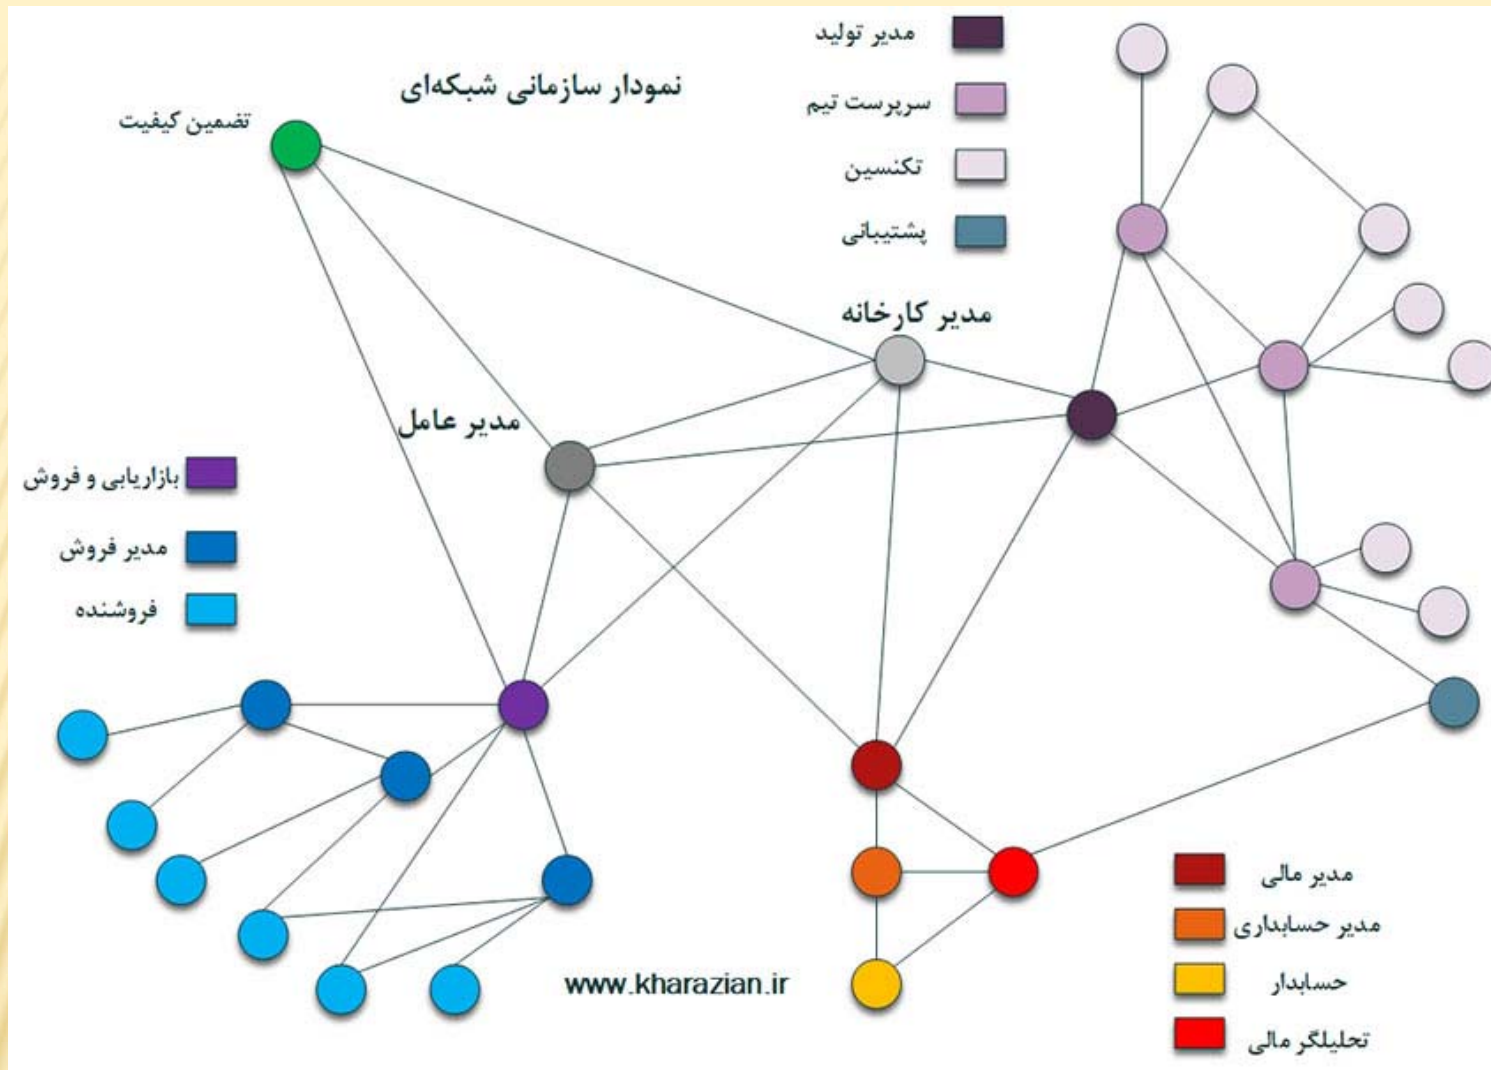 مدیر تولید
نمودار سازمانی شبکه‌ای
سرپرست تیم
تضمین کیفیت
تکنسین
پشتیبانی
مدیر کارخانه
مدیر عامل
بازاریابی و فروش
مدیر فروش
فروشنده
www.kharazian.ir
مدیر مالی
مدیر حسابداری
حسابدار
تحلیلگر مالی